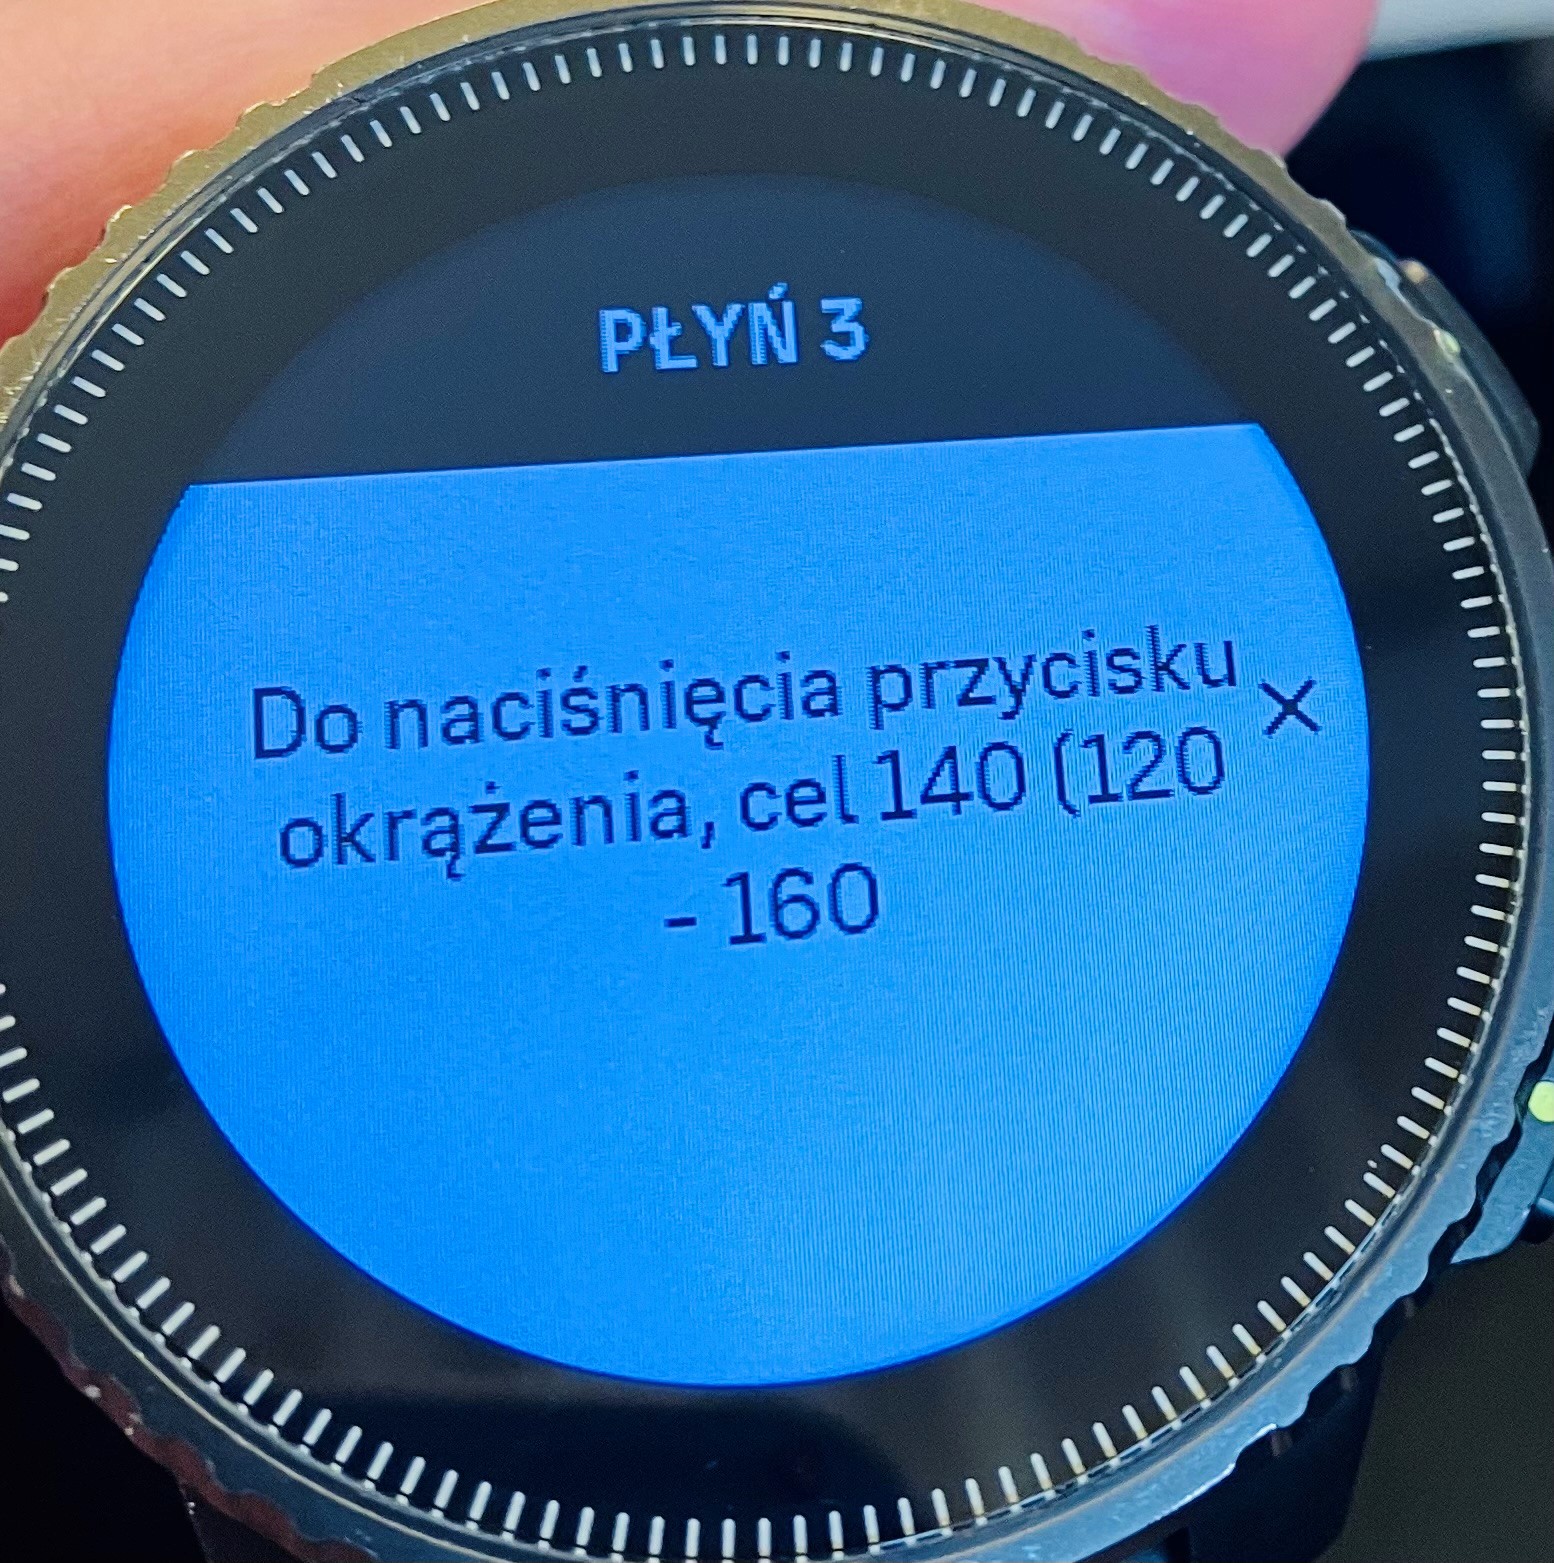 PŁYŃ 3
Do naciśnięcia przycisku
okrążenia, cel 140 (120
- 160